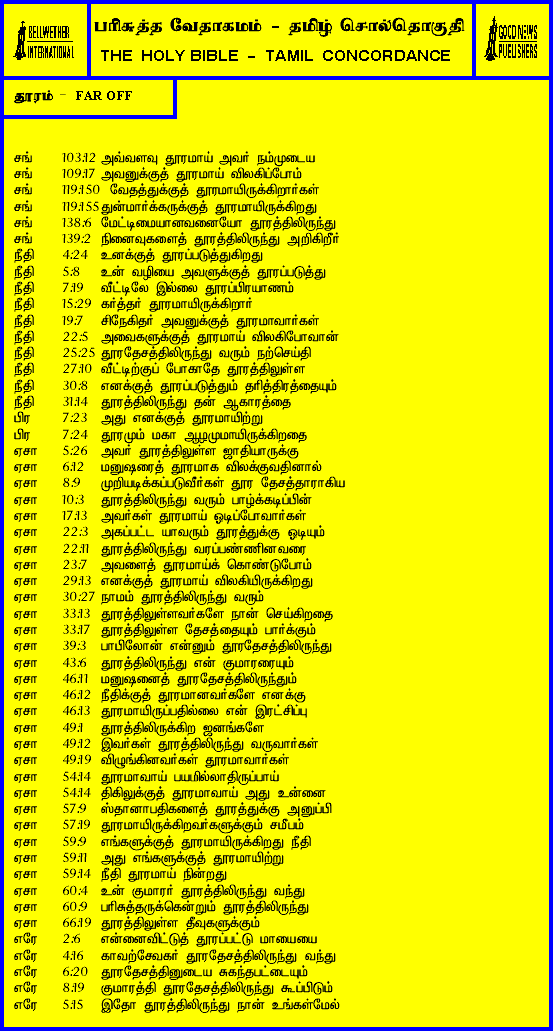 BELLWETHER
INTERNATIONAL
பரிசுத்த வேதாகமம் - தமிழ் சொல்தொகுதி
THE HOLY BIBLE - TAMIL CONCORDANCE
GOOD NEWS
PUBLISHERS
தூரம் - FAR OFF
சங் 103:12 அவ்வளவு தூரமாய் அவர் நம்முடைய
சங் 109:17 அவனுக்குத் தூரமாய் விலகிப்போம்
சங் 119:150 வேதத்துக்குத் தூரமாயிருக்கிறார்கள்
சங் 119:155 துன்மார்க்கருக்குத் தூரமாயிருக்கிறது
சங் 138:6 மேட்டிமையானவனையோ தூரத்திலிருந்து
சங் 139:2 நினைவுகளைத் தூரத்திலிருந்து அறிகிறீர்
நீதி 4:24 உனக்குத் தூரப்படுத்துகிறது
நீதி 5:8 உன் வழியை அவளுக்குத் தூரப்படுத்து
நீதி 7:19 வீட்டிலே இல்லை தூரப்பிரயாணம்
நீதி 15:29 கர்த்தர் தூரமாயிருக்கிறார்
நீதி 19:7 சிநேகிதர் அவனுக்குத் தூரமாவார்கள்
நீதி 22:5 அவைகளுக்குத் தூரமாய் விலகிபோவான்
நீதி 25:25 தூரதேசத்திலிருந்து வரும் நற்செய்தி
நீதி 27:10 வீட்டிற்குப் போகாதே தூரத்திலுள்ள
நீதி 30:8 எனக்குத் தூரப்படுத்தும் தரித்திரத்தையும்
நீதி 31:14 தூரத்திலிருந்து தன் ஆகாரத்தை
பிர 7:23 அது எனக்குத் தூரமாயிற்று
பிர 7:24 தூரமும் மகா ஆழமுமாயிருக்கிறதை
ஏசா 5:26 அவர் தூரத்திலுள்ள ஜாதியாருக்கு
ஏசா 6:12 மனுஷரைத் தூரமாக விலக்குவதினால்
ஏசா 8:9 முறியடிக்கப்படுவீர்கள் தூர தேசத்தாராகிய
ஏசா 10:3 தூரத்திலிருந்து வரும் பாழ்க்கடிப்பின்
ஏசா 17:13 அவர்கள் தூரமாய் ஓடிப்போவார்கள்
ஏசா 22:3 அகப்பட்ட யாவரும் தூரத்துக்கு ஓடியும்
ஏசா 22:11 தூரத்திலிருந்து வரப்பண்ணினவரை
ஏசா 23:7 அவளைத் தூரமாய்க் கொண்டுபோம்
ஏசா 29:13 எனக்குத் தூரமாய் விலகியிருக்கிறது
ஏசா 30:27 நாமம் தூரத்திலிருந்து வரும்
ஏசா 33:13 தூரத்திலுள்ளவர்களே நான் செய்கிறதை
ஏசா 33:17 தூரத்திலுள்ள தேசத்தையும் பார்க்கும்
ஏசா 39:3 பாபிலோன் என்னும் தூரதேசத்திலிருந்து
ஏசா 43:6 தூரத்திலிருந்து என் குமாரரையும்
ஏசா 46:11 மனுஷனைத் தூரதேசத்திலிருந்தும்
ஏசா 46:12 நீதிக்குத் தூரமானவர்களே எனக்கு
ஏசா 46:13 தூரமாயிருப்பதில்லை என் இரட்சிப்பு
ஏசா 49:1 தூரத்திலிருக்கிற ஜனங்களே
ஏசா 49:12 இவர்கள் தூரத்திலிருந்து வருவார்கள்
ஏசா 49:19 விழுங்கினவர்கள் தூரமாவார்கள்
ஏசா 54:14 தூரமாவாய் பயமில்லாதிருப்பாய்
ஏசா 54:14 திகிலுக்குத் தூரமாவாய் அது உன்னை
ஏசா 57:9 ஸ்தானாபதிகளைத் தூரத்துக்கு அனுப்பி
ஏசா 57:19 தூரமாயிருக்கிறவர்களுக்கும் சமீபம்
ஏசா 59:9 எங்களுக்குத் தூரமாயிருக்கிறது நீதி
ஏசா 59:11 அது எங்களுக்குத் தூரமாயிற்று
ஏசா 59:14 நீதி தூரமாய் நின்றது
ஏசா 60:4 உன் குமாரர் தூரத்திலிருந்து வந்து
ஏசா 60:9 பரிசுத்தருக்கென்றும் தூரத்திலிருந்து
ஏசா 66:19 தூரத்திலுள்ள தீவுகளுக்கும்
எரே 2:6 என்னைவிட்டுத் தூரப்பட்டு மாயையை
எரே 4:16 காவற்சேவகர் தூரதேசத்திலிருந்து வந்து
எரே 6:20 தூரதேசத்தினுடைய சுகந்தபட்டையும்
எரே 8:19 குமாரத்தி தூரதேசத்திலிருந்து கூப்பிடும்
எரே 5:15 இதோ தூரத்திலிருந்து நான் உங்கள்மேல்